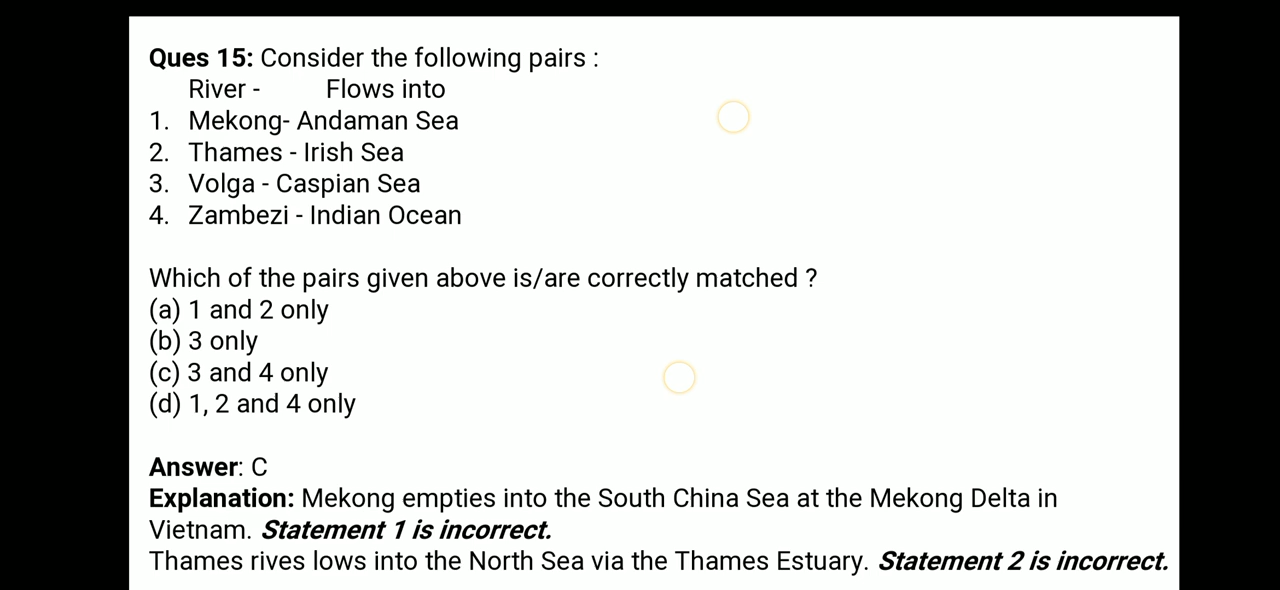 Ques 15: Consider the following pairs :
River - Flows into
1. Mekong- Andaman Sea
2. Thames - Irish Sea
3. Volga - Caspian Sea
4. Zambezi - Indian Ocean
Which of the pairs given above is/are correctly matched ?
(a) 1 and 2 only
(b) 3 only
(c) 3 and 4 only
(d) 1, 2 and 4 only
Answer: C
Explanation: Mekong empties into the South China Sea at the Mekong Delta in
Vietnam. Statement 1 is incorrect.
Thames rives lows into the North Sea via the Thames Estuary. Statement 2 is incorrect.